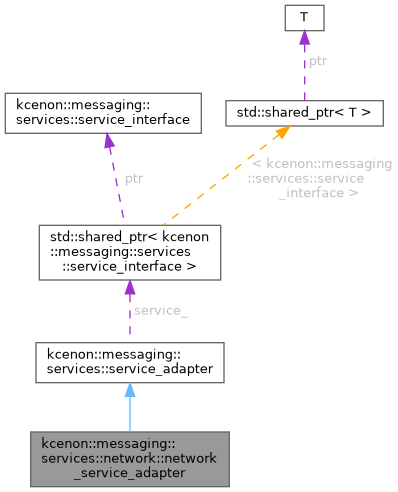 T
ptr
kcenon::messaging::
services::service_interface
std::shared_ptr< T >
ptr
< kcenon::messaging
::services::service
_interface >
std::shared_ptr< kcenon
::messaging::services
::service_interface >
service_
kcenon::messaging::
services::service_adapter
kcenon::messaging::
services::network::network
_service_adapter